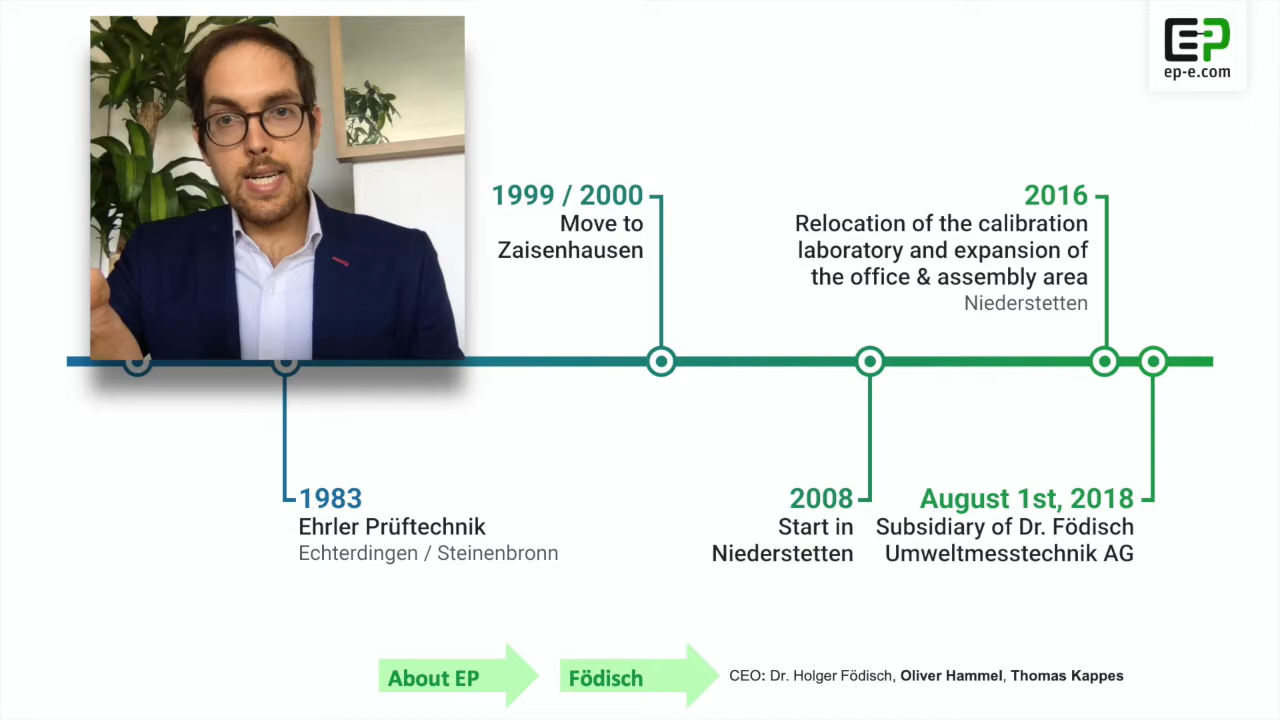 EP
ep-e.com
1999 / 2000
Move to
Zaisenhausen
2016
Relocation of the calibration
laboratory and expansion of
the office & assembly area
Niederstetten
1983
Ehrler Prüftechnik
Echterdingen / Steinenbronn
2008
Start in
Niederstetten
August 1st, 2018
Subsidiary of Dr. Födisch
Umweltmesstechnik AG
About EP
Födisch
CEO: Dr. Holger Födisch, Oliver Hammel, Thomas Kappes